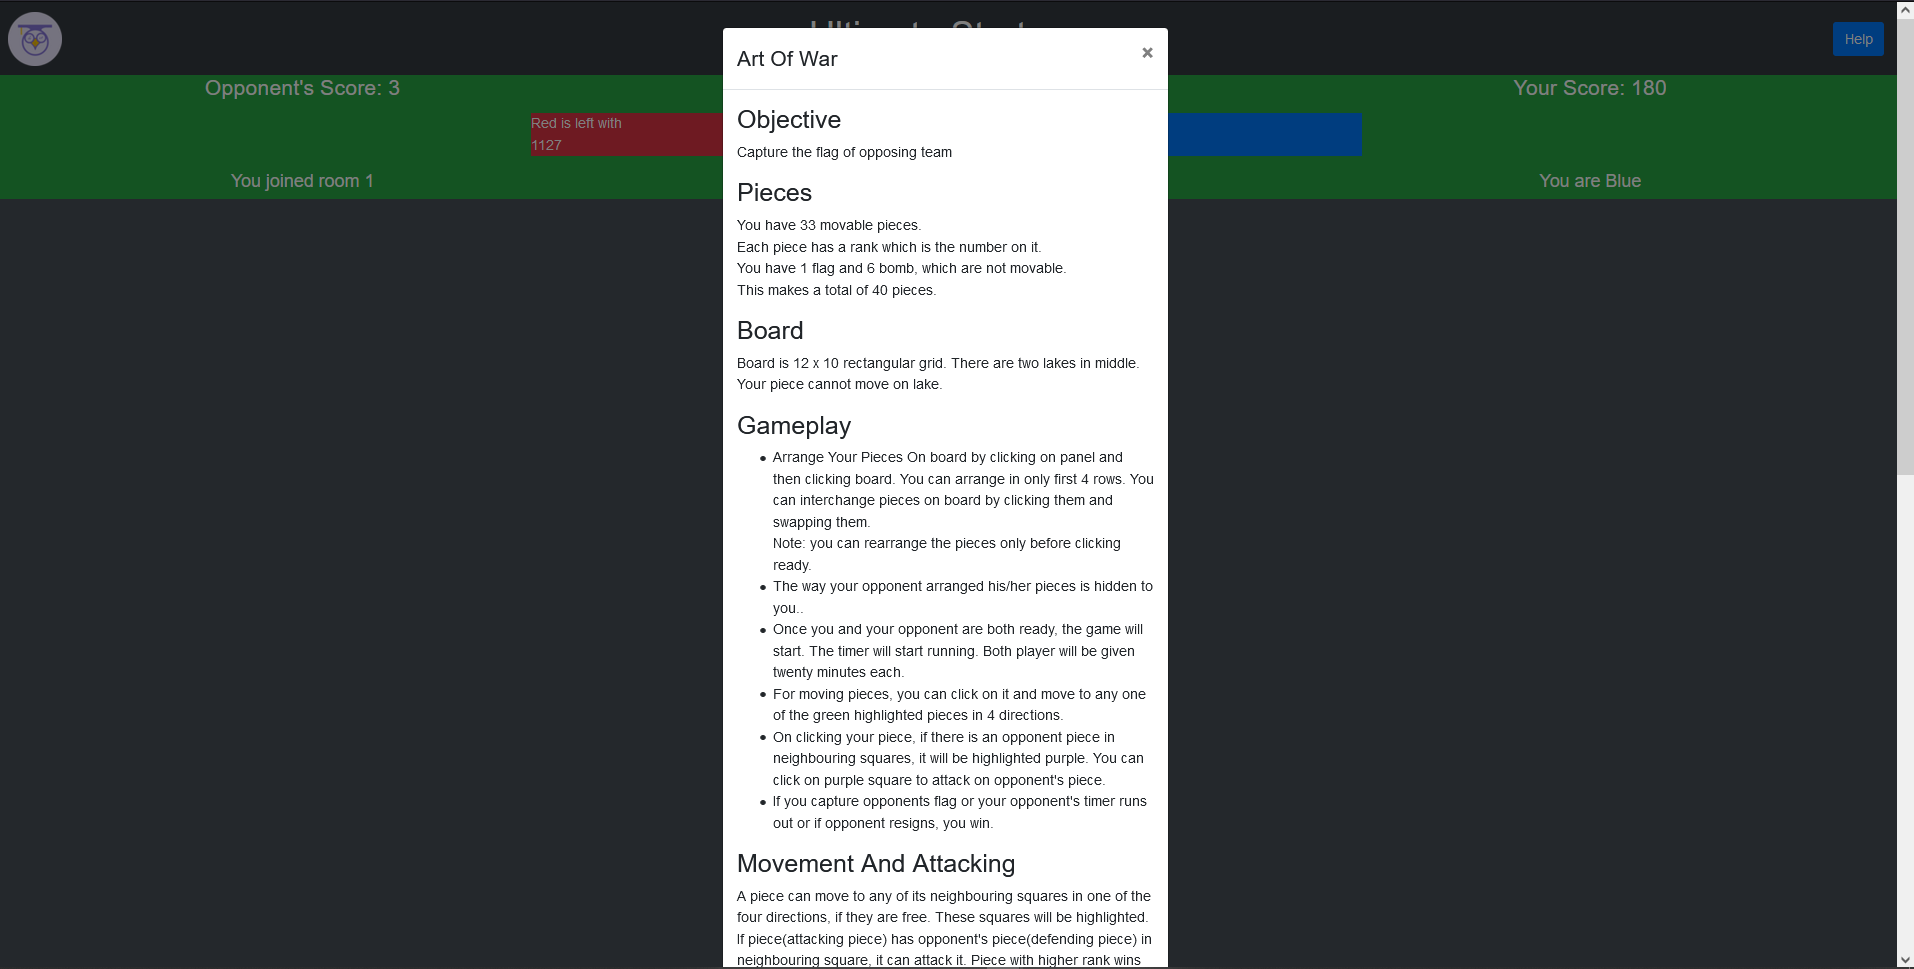 Help
Opponent's Score: 3
Your Score: 180
Red is left with
1127
You joined room 1
You are Blue
Art Of War ×
Objective
Capture the flag of opposing team
Pieces
You have 33 movable pieces.
Each piece has a rank which is the number on it.
You have 1 flag and 6 bomb, which are not movable.
This makes a total of 40 pieces.
Board
Board is 12 x 10 rectangular grid. There are two lakes in middle.
Your piece cannot move on lake.
Gameplay
• Arrange Your Pieces On board by clicking on panel and
then clicking board. You can arrange in only first 4 rows. You
can interchange pieces on board by clicking them and
swapping them.
Note: you can rearrange the pieces only before clicking
ready.
• The way your opponent arranged his/her pieces is hidden to
you..
• Once you and your opponent are both ready, the game will
start. The timer will start running. Both player will be given
twenty minutes each.
• For moving pieces, you can click on it and move to any one
of the green highlighted pieces in 4 directions.
• On clicking your piece, if there is an opponent piece in
neighbouring squares, it will be highlighted purple. You can
click on purple square to attack on opponent's piece.
• If you capture opponents flag or your opponent's timer runs
out or if opponent resigns, you win.
Movement And Attacking
A piece can move to any of its neighbouring squares in one of the
four directions, if they are free. These squares will be highlighted.
If piece(attacking piece) has opponent's piece(defending piece) in
neighbouring square, it can attack it. Piece with higher rank wins